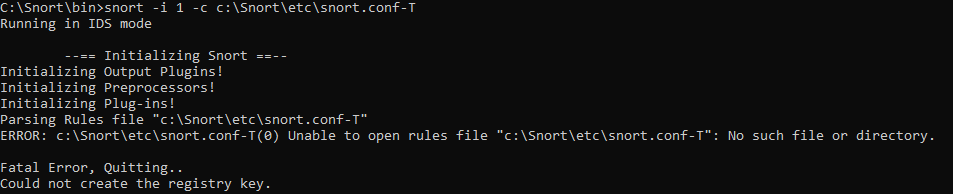 C:\Snort\bin>snort -i 1 -c c:\Snort\etc\snort.conf-T
Running in IDS mode
--== Initializing Snort ==--
Initializing Output Plugins!
Initializing Preprocessors!
Initializing Plug-ins!
Parsing Rules file "c:\Snort\etc\snort.conf-T"
ERROR: c:\Snort\etc\snort.conf-T(0) Unable to open rules file "c:\Snort\etc\snort.conf-T": No such file or directory.
Fatal Error, Quitting..
Could not create the registry key.